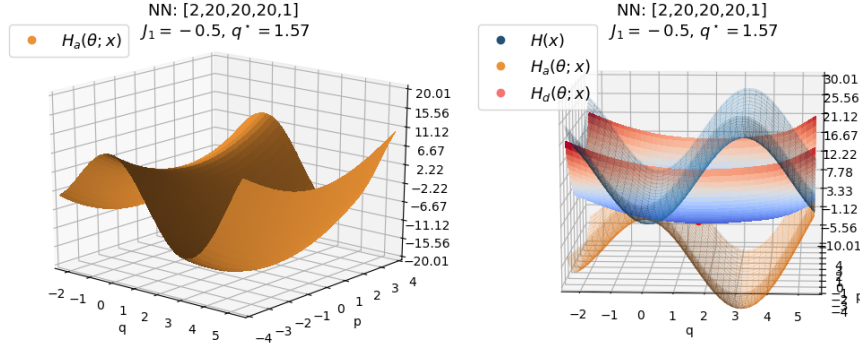 NN: [2,20,20,20,1]
J₁ = −0.5, q* = 1.57
Hₐ(θ; x)
20.01
15.56
11.12
6.67
2.22
−2.22
−6.67
−11.12
−15.56
−20.01
−2 −1 0 1 2 3 4 5
q
−4 −3 −2 −1 0 1 2 3 4
p
NN: [2,20,20,20,1]
J₁ = −0.5, q* = 1.57
H(x)
Hₐ(θ; x)
H_d(θ; x)
30.01
25.56
21.12
16.67
12.22
7.78
3.33
−1.12
−5.56
−10.01
−2 −1 0 1 2 3 4 5
q
p